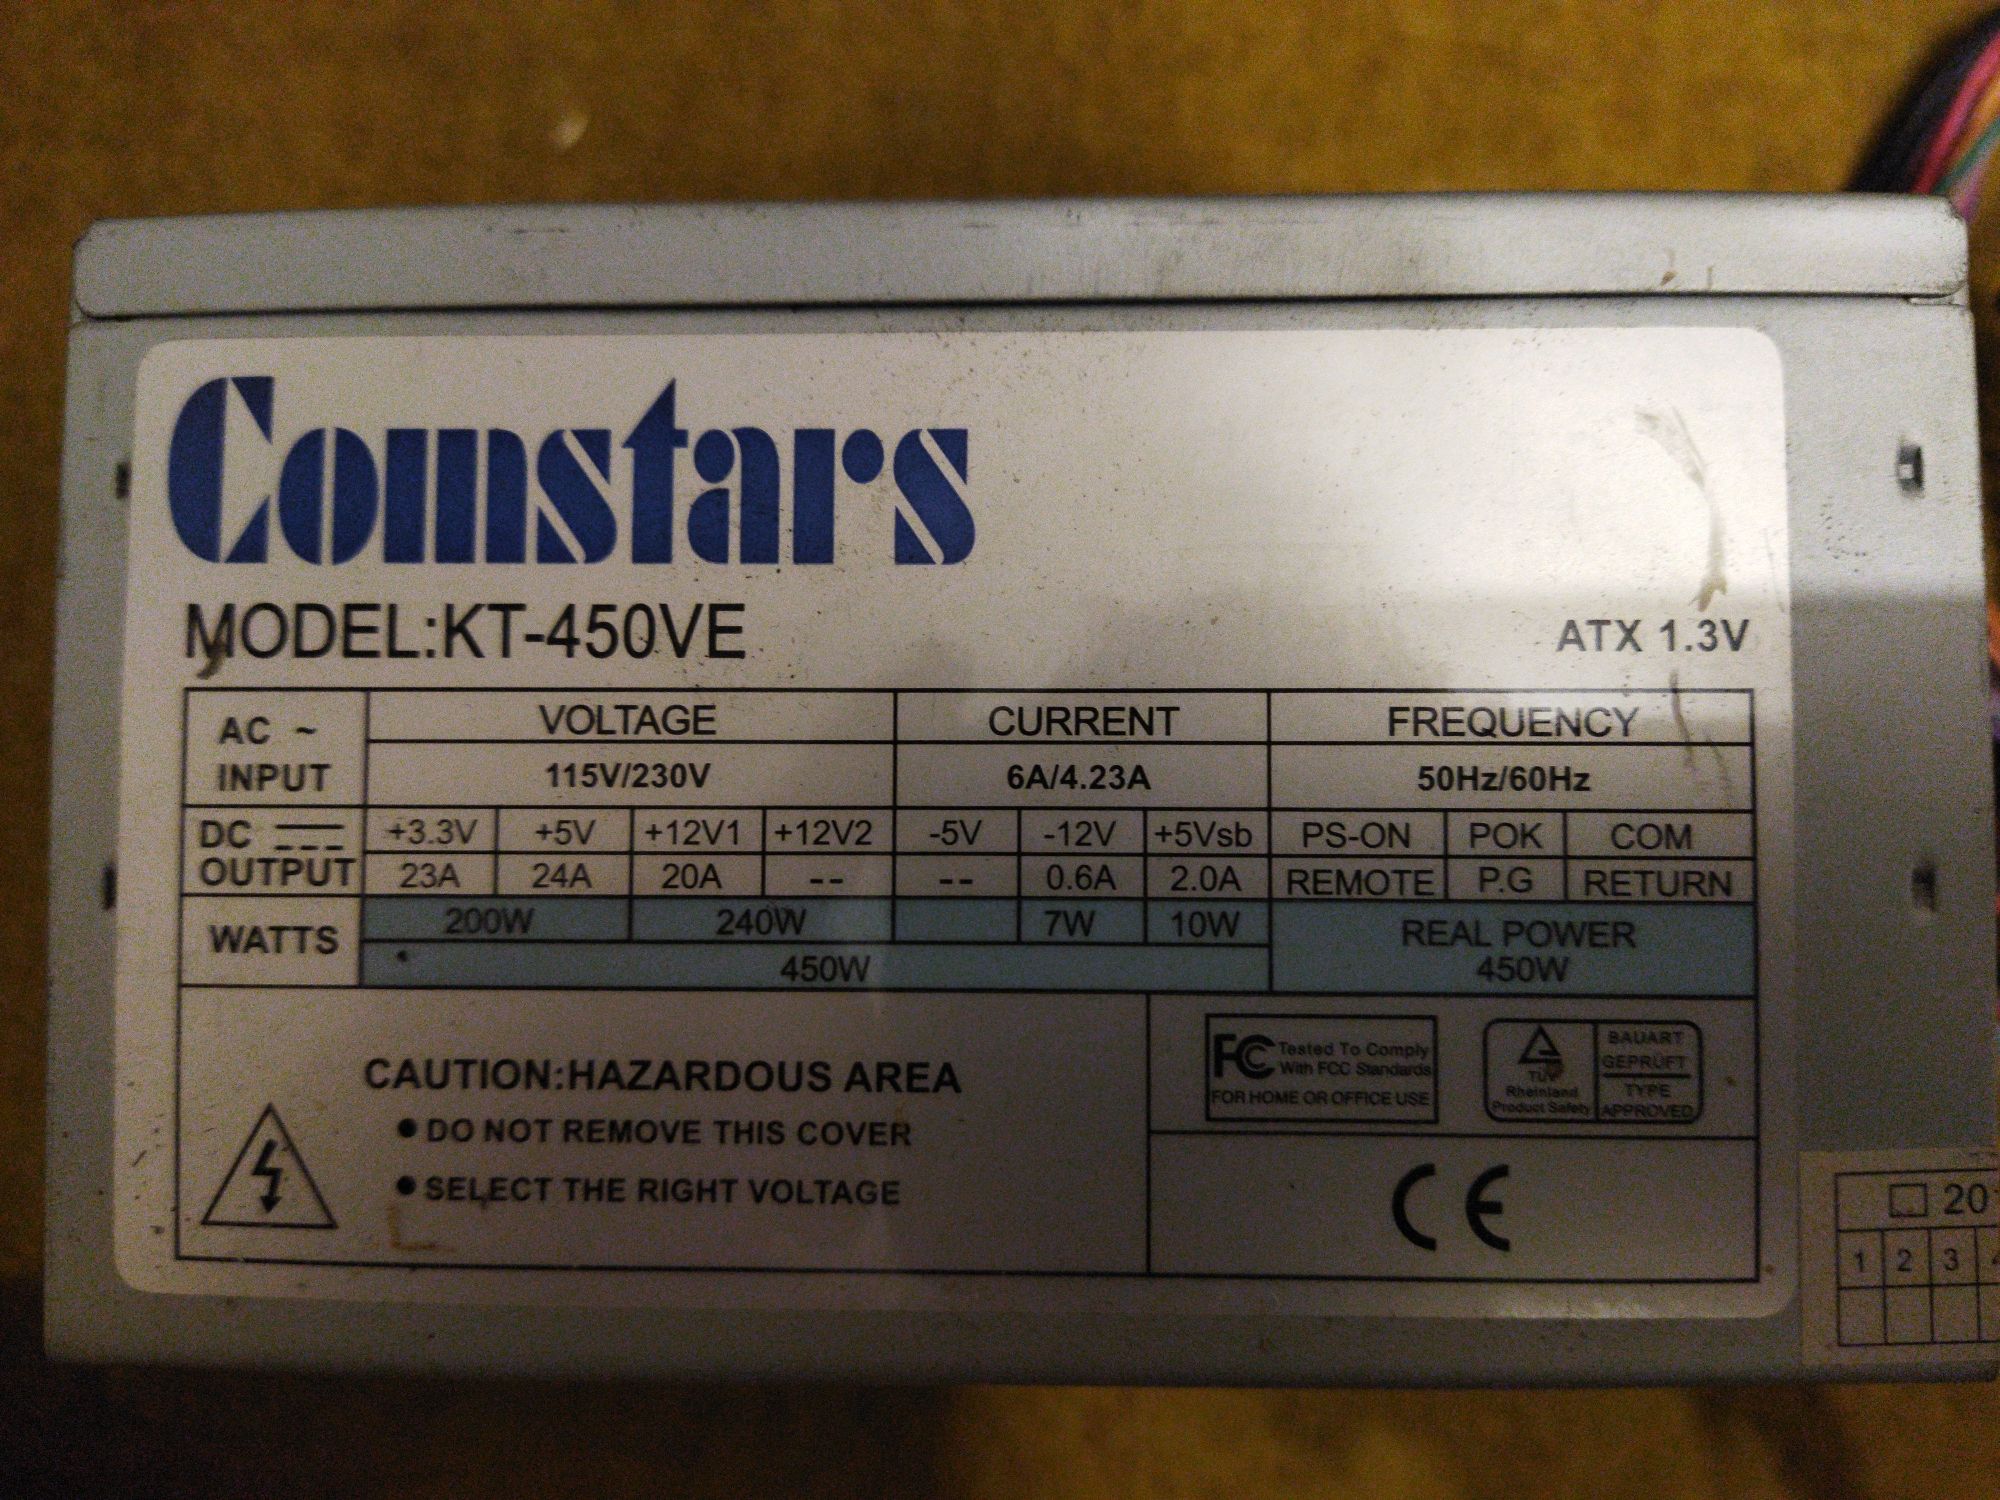 Comstars
MODEL:KT-450VE
ATX 1.3V
AC ~ INPUT
VOLTAGE CURRENT FREQUENCY
115V/230V 6A/4.23A 50Hz/60Hz
DC OUTPUT
+3.3V +5V +12V1 +12V2 -5V -12V +5Vsb PS-ON POK COM
23A 24A 20A -- -- 0.6A 2.0A REMOTE P.G RETURN
WATTS
200W 240W 7W 10W
450W
REAL POWER
450W
CAUTION:HAZARDOUS AREA
● DO NOT REMOVE THIS COVER
● SELECT THE RIGHT VOLTAGE
FC Tested To Comply
With FCC Standards
FOR HOME OR OFFICE USE
TÜV
Rheinland
Product Safety
BAUART
GEPRÜFT
TYPE
APPROVED
CE
□ 20
1 2 3